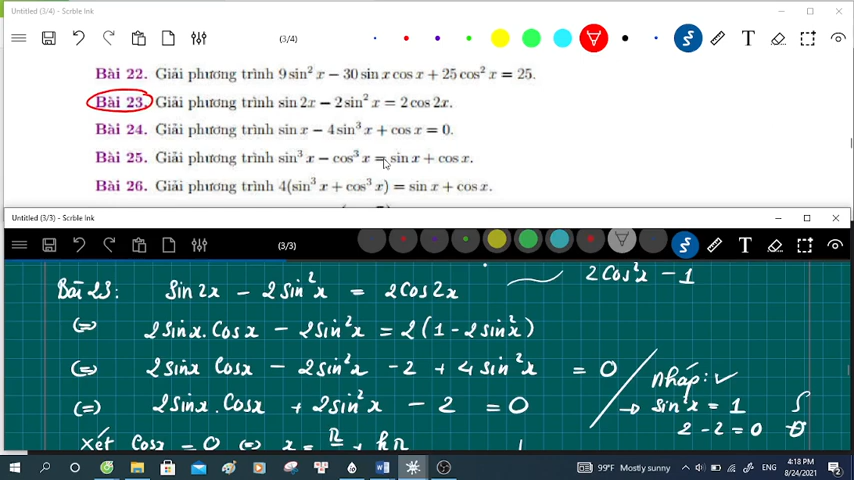 Untitled (3/4) - Scrble Ink
(3/4)
Bài 22. Giải phương trình 9 sin² x − 30 sin x cos x + 25 cos² x = 25.
Bài 23. Giải phương trình sin 2x − 2 sin² x = 2 cos 2x.
Bài 24. Giải phương trình sin x − 4 sin³ x + cos x = 0.
Bài 25. Giải phương trình sin³ x − cos³ x = sin x + cos x.
Bài 26. Giải phương trình 4(sin³ x + cos³ x) = sin x + cos x.
Untitled (3/3) - Scrble Ink
(3/3)
2Cos²x − 1
Bài 23: Sin2x − 2Sin²x = 2Cos2x
(=) 2Sinx.Cosx − 2Sin²x = 2(1 − 2Sin²x)
(=) 2Sinx Cosx − 2Sin²x − 2 + 4Sin²x = 0
Nháp: ✓
(=) 2Sinx.Cosx + 2Sin²x − 2 = 0
→ Sin²x = 1
2 − 2 = 0
Xét Cosx = 0 (=) x = π + kπ
99°F Mostly sunny
ENG
4:18 PM
8/24/2021